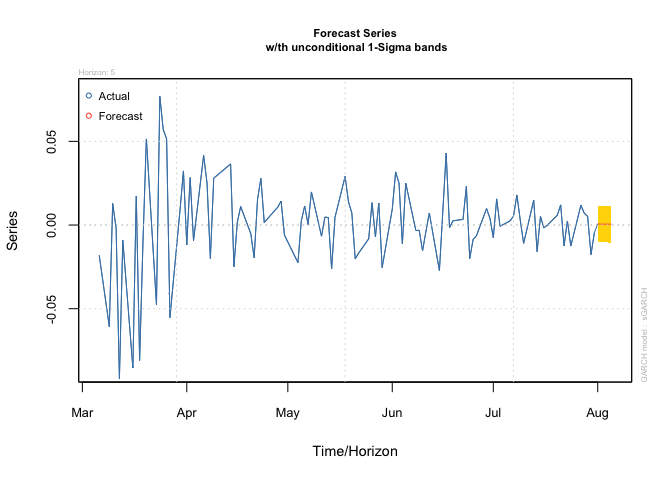 Forecast Series
w/th unconditional 1-Sigma bands
Horizon: 5
Actual
Forecast
0.05
0.00
-0.05
Series
Mar Apr May Jun Jul Aug
Time/Horizon
GARCH model : sGARCH